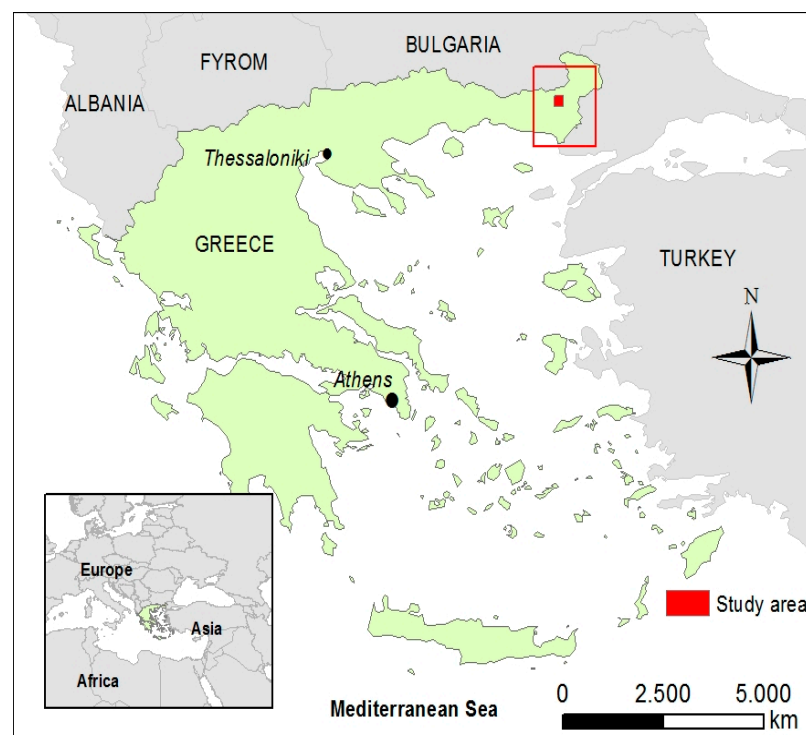 BULGARIA
FYROM
ALBANIA
Thessaloniki
GREECE
TURKEY
N
Athens
Europe
Asia
Africa
Study area
Mediterranean Sea
0 2.500 5.000
km